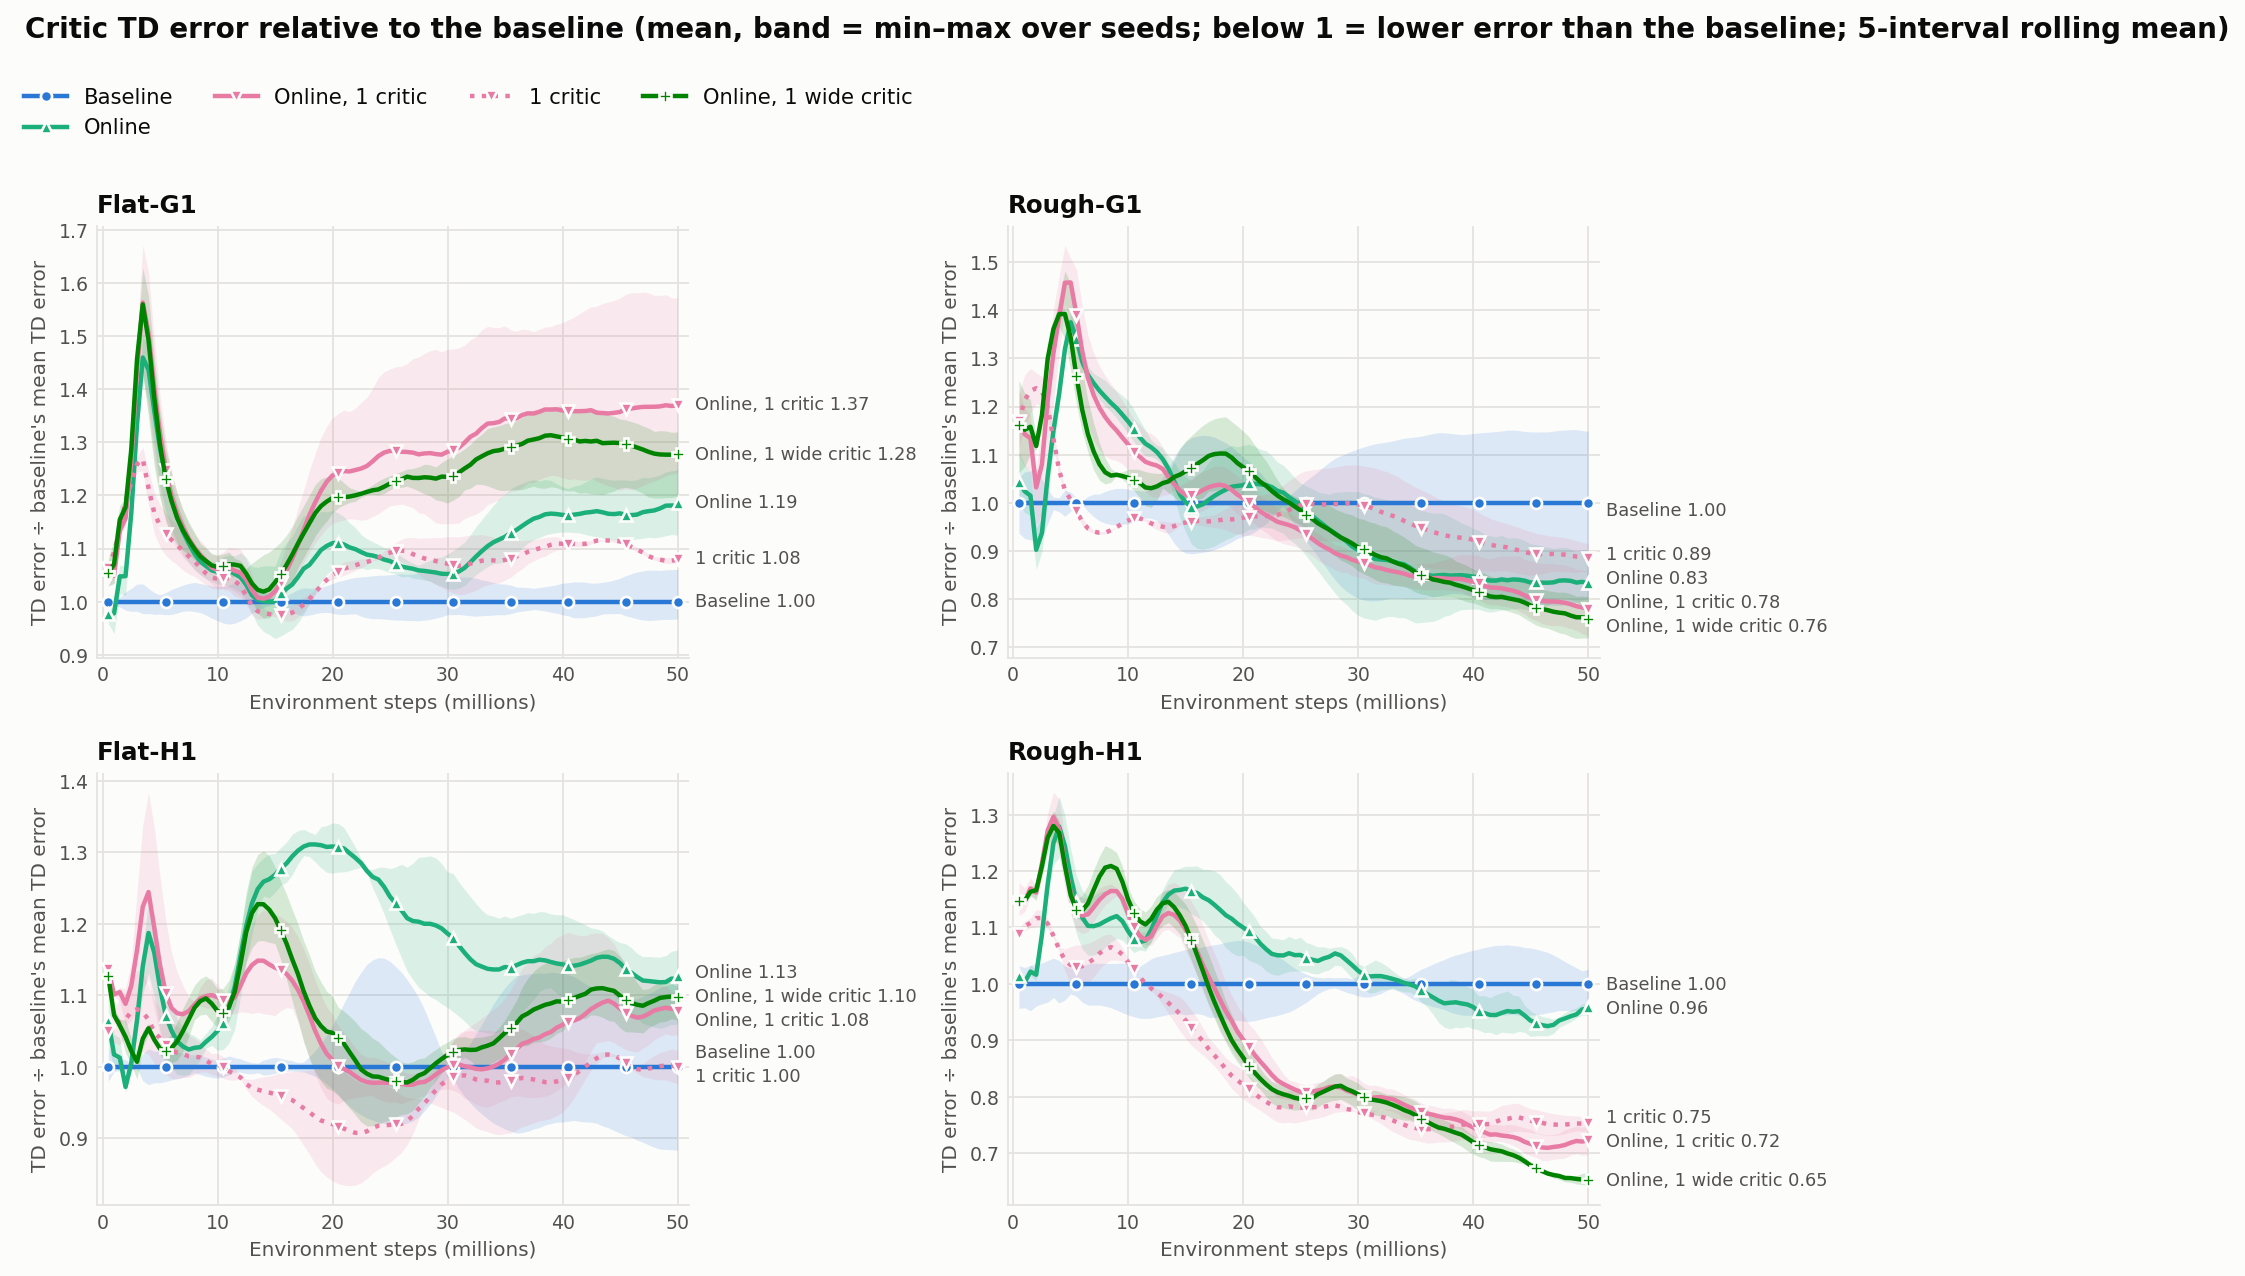 Critic TD error relative to the baseline (mean, band = min–max over seeds; below 1 = lower error than the baseline; 5-interval rolling mean)
Baseline
Online, 1 critic
1 critic
Online, 1 wide critic
Online
Flat-G1
TD error ÷ baseline's mean TD error
1.7
1.6
1.5
1.4
1.3
1.2
1.1
1.0
0.9
0 10 20 30 40 50
Environment steps (millions)
Online, 1 critic 1.37
Online, 1 wide critic 1.28
Online 1.19
1 critic 1.08
Baseline 1.00
Rough-G1
TD error ÷ baseline's mean TD error
1.5
1.4
1.3
1.2
1.1
1.0
0.9
0.8
0.7
0 10 20 30 40 50
Environment steps (millions)
Baseline 1.00
1 critic 0.89
Online 0.83
Online, 1 critic 0.78
Online, 1 wide critic 0.76
Flat-H1
TD error ÷ baseline's mean TD error
1.4
1.3
1.2
1.1
1.0
0.9
0 10 20 30 40 50
Environment steps (millions)
Online 1.13
Online, 1 wide critic 1.10
Online, 1 critic 1.08
Baseline 1.00
1 critic 1.00
Rough-H1
TD error ÷ baseline's mean TD error
1.3
1.2
1.1
1.0
0.9
0.8
0.7
0 10 20 30 40 50
Environment steps (millions)
Baseline 1.00
Online 0.96
1 critic 0.75
Online, 1 critic 0.72
Online, 1 wide critic 0.65